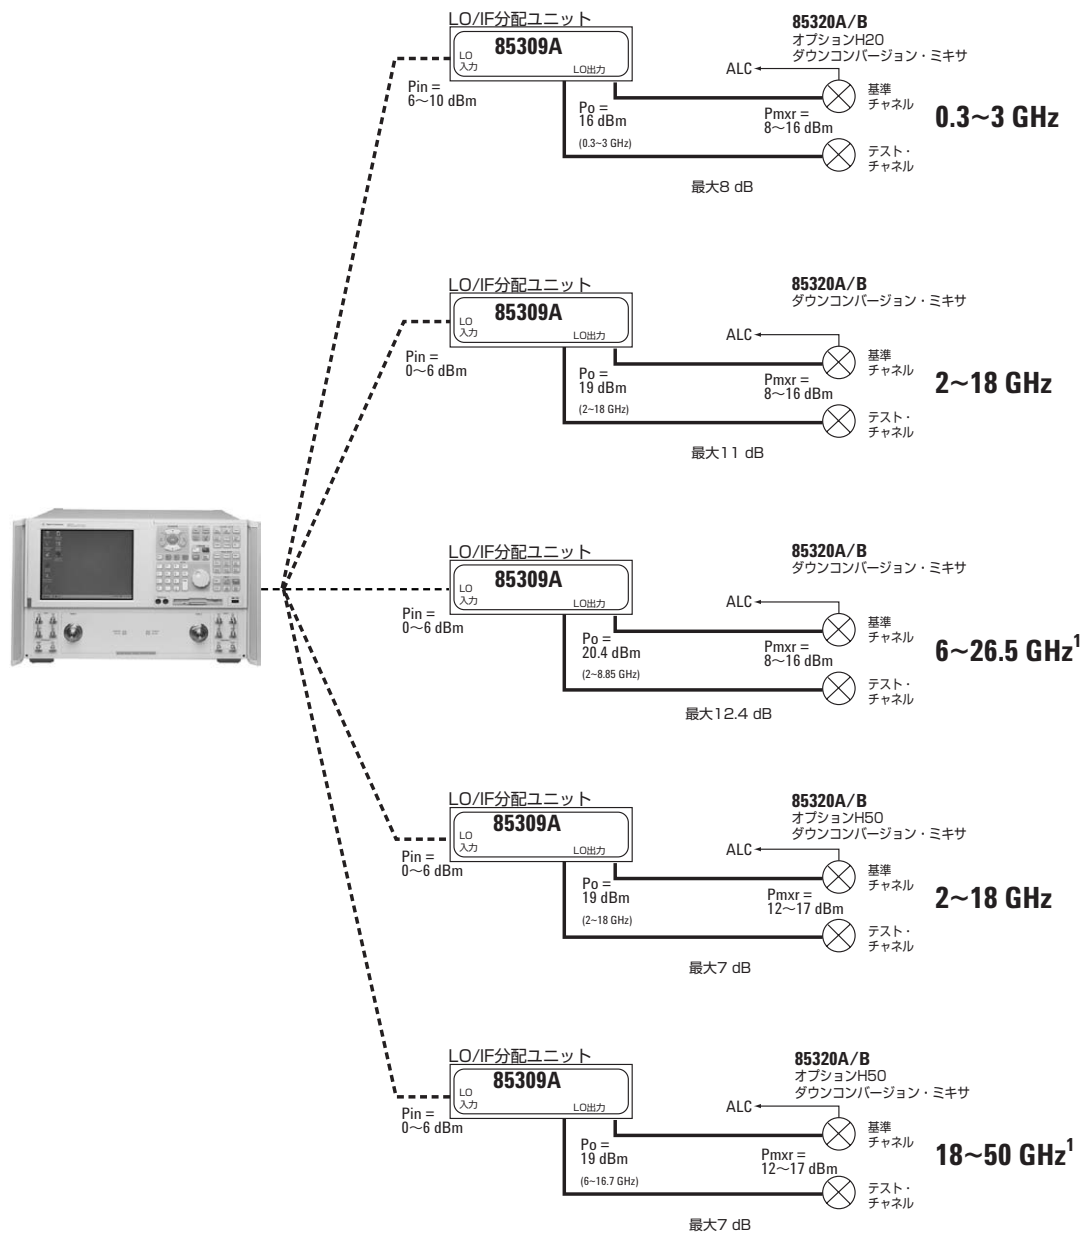 LO/IF分配ユニット
85309A
LO
入力
LO出力
Pin =
6～10 dBm
Po =
16 dBm
(0.3~3 GHz)
最大8 dB
85320A/B
オプションH20
ダウンコンバージョン・ミキサ
ALC
Pmxr =
8～16 dBm
基準
チャネル
テスト・
チャネル
0.3~3 GHz
LO/IF分配ユニット
85309A
LO
入力
LO出力
Pin =
0～6 dBm
Po =
19 dBm
(2~18 GHz)
最大11 dB
85320A/B
ダウンコンバージョン・ミキサ
ALC
Pmxr =
8～16 dBm
基準
チャネル
テスト・
チャネル
2~18 GHz
LO/IF分配ユニット
85309A
LO
入力
LO出力
Pin =
0～6 dBm
Po =
20.4 dBm
(2~8.85 GHz)
最大12.4 dB
85320A/B
ダウンコンバージョン・ミキサ
ALC
Pmxr =
8～16 dBm
基準
チャネル
テスト・
チャネル
6~26.5 GHz¹
LO/IF分配ユニット
85309A
LO
入力
LO出力
Pin =
0～6 dBm
Po =
19 dBm
(2~18 GHz)
最大7 dB
85320A/B
オプションH50
ダウンコンバージョン・ミキサ
ALC
Pmxr =
12～17 dBm
基準
チャネル
テスト・
チャネル
2~18 GHz
LO/IF分配ユニット
85309A
LO
入力
LO出力
Pin =
0～6 dBm
Po =
19 dBm
(6~16.7 GHz)
最大7 dB
85320A/B
オプションH50
ダウンコンバージョン・ミキサ
ALC
Pmxr =
12～17 dBm
基準
チャネル
テスト・
チャネル
18~50 GHz¹